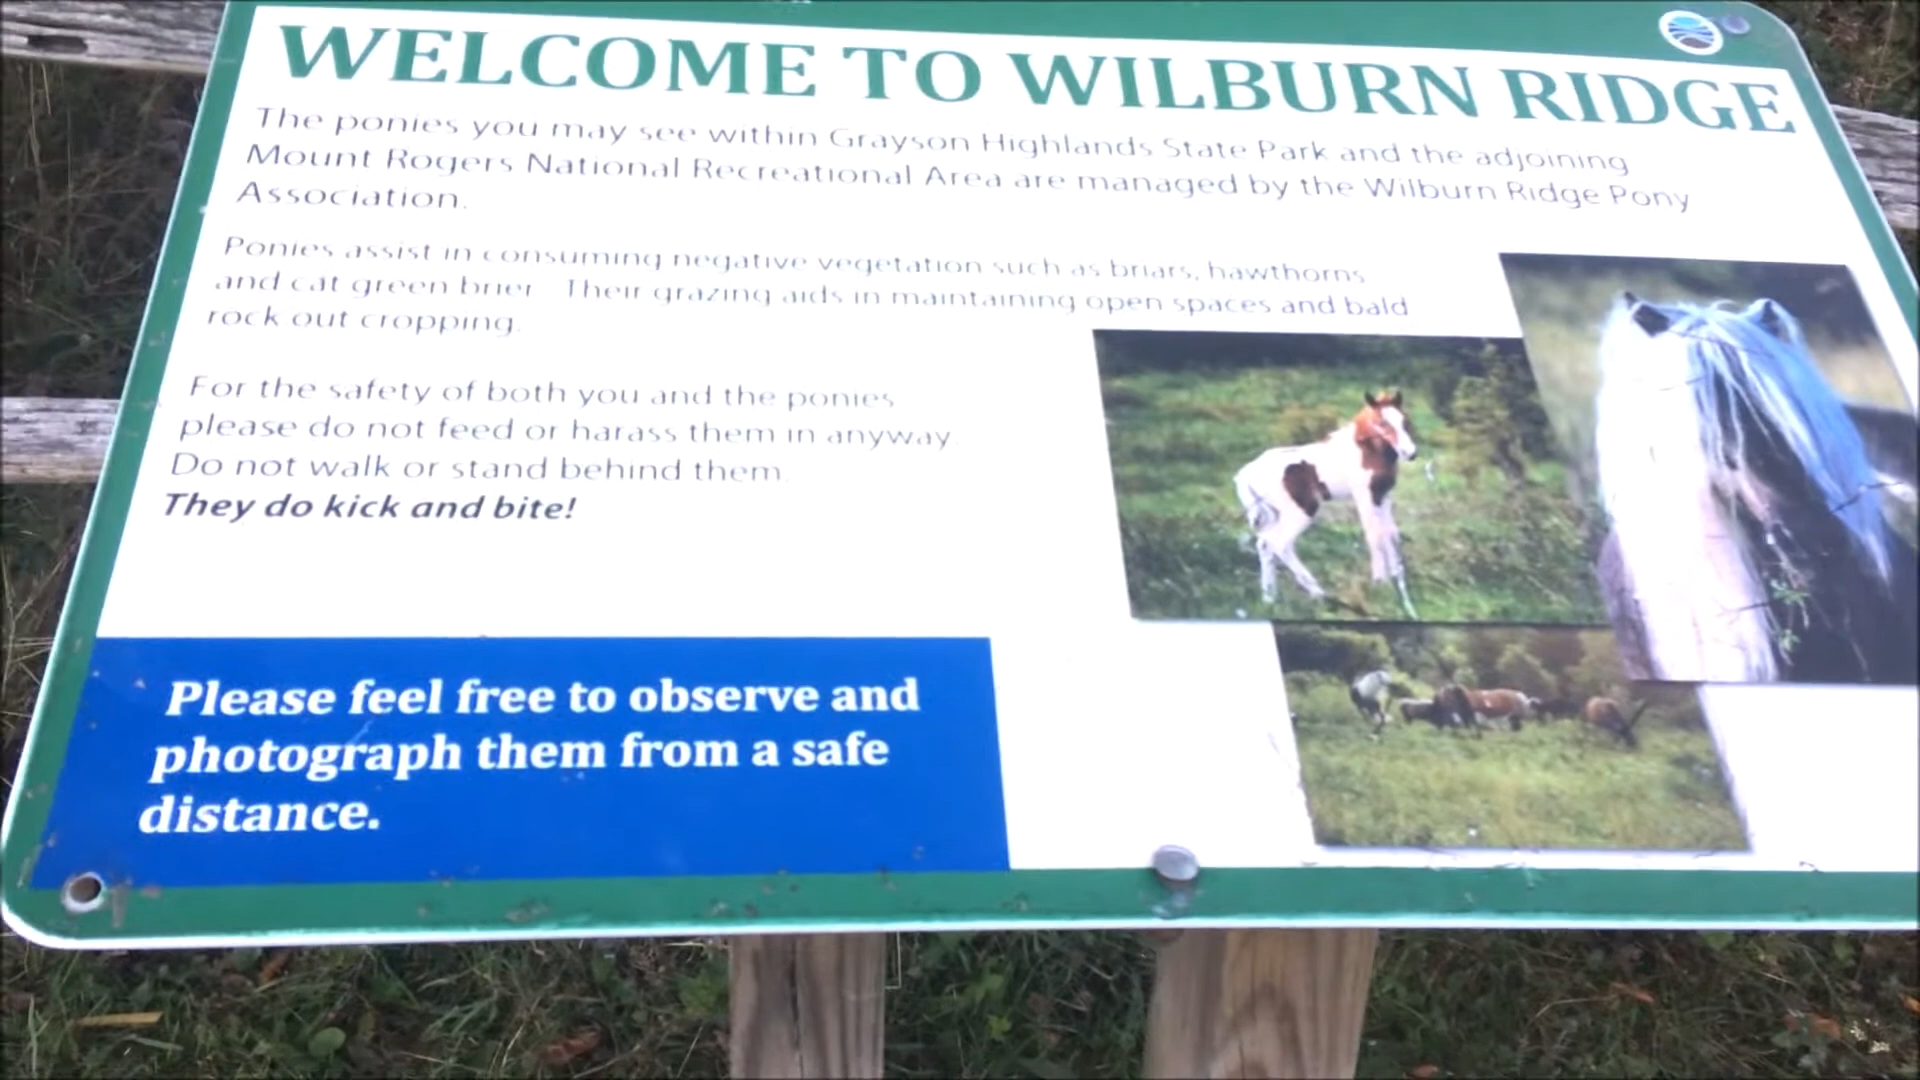 WELCOME TO WILBURN RIDGE
The ponies you may see within Grayson Highlands State Park and the adjoining
Mount Rogers National Recreational Area are managed by the Wilburn Ridge Pony
Association.
Ponies assist in consuming negative vegetation such as briars, hawthorns
and cat green brier. Their grazing aids in maintaining open spaces and bald
rock out cropping.
For the safety of both you and the ponies
please do not feed or harass them in anyway.
Do not walk or stand behind them.
They do kick and bite!
Please feel free to observe and
photograph them from a safe
distance.